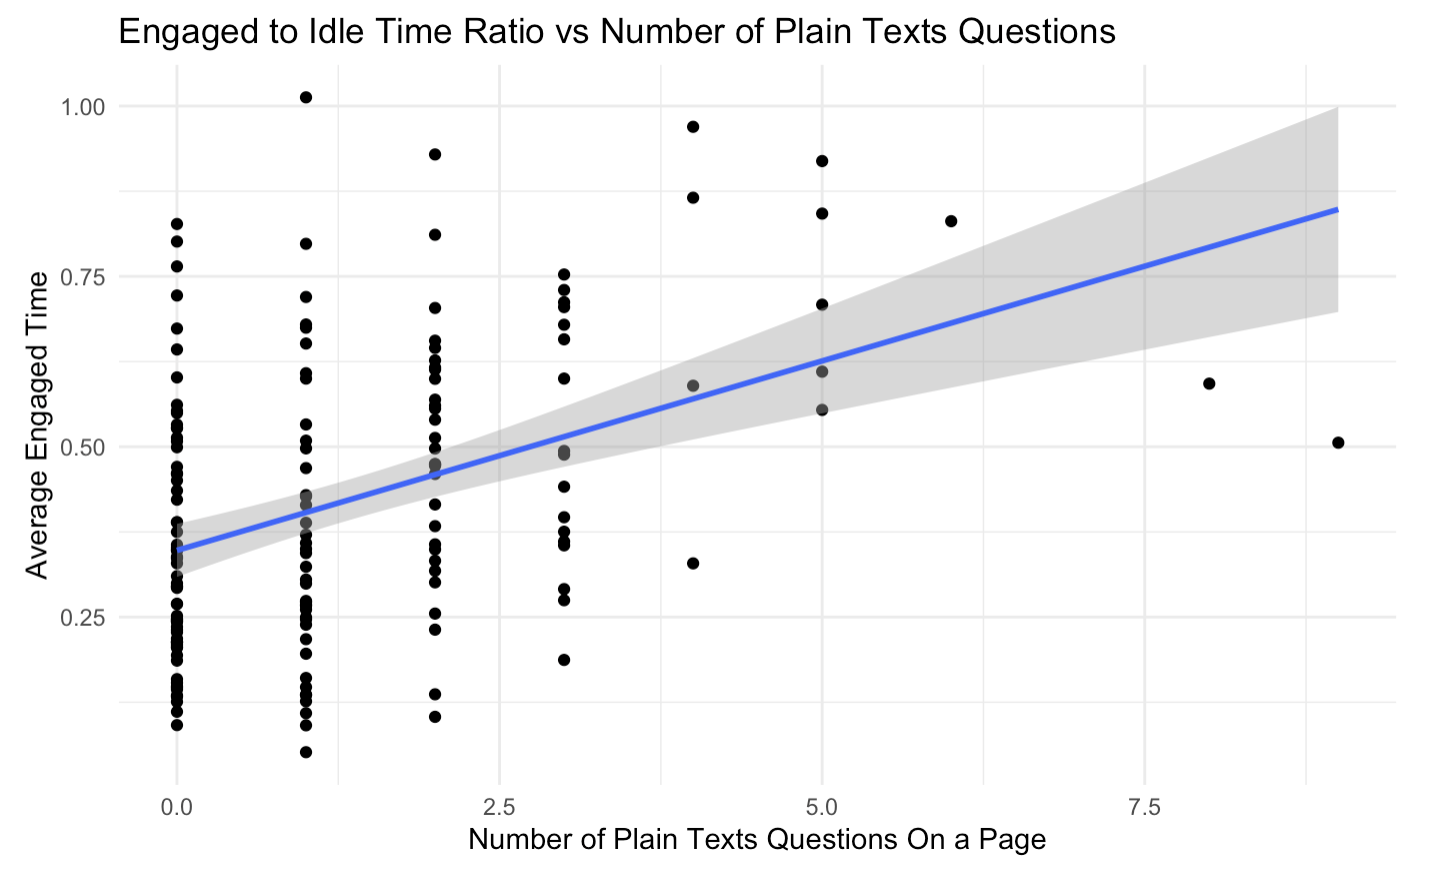 Engaged to Idle Time Ratio vs Number of Plain Texts Questions
Average Engaged Time
1.00
0.75
0.50
0.25
0.0
2.5
5.0
7.5
Number of Plain Texts Questions On a Page